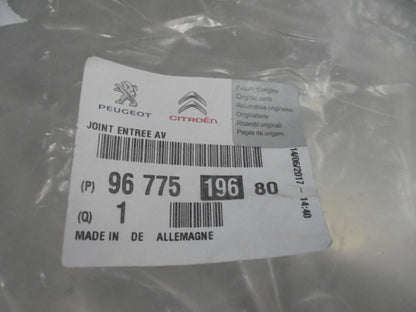 PEUGEOT
CITROËN
Pièces d'origine
Original parts
Recambios originales
Originalteile
Ricambi originali
Peças de origem
JOINT ENTREE AV
(P) 96 775 196 80
(Q) 1
MADE IN DE ALLEMAGNE
14/06/2017 - 14:40